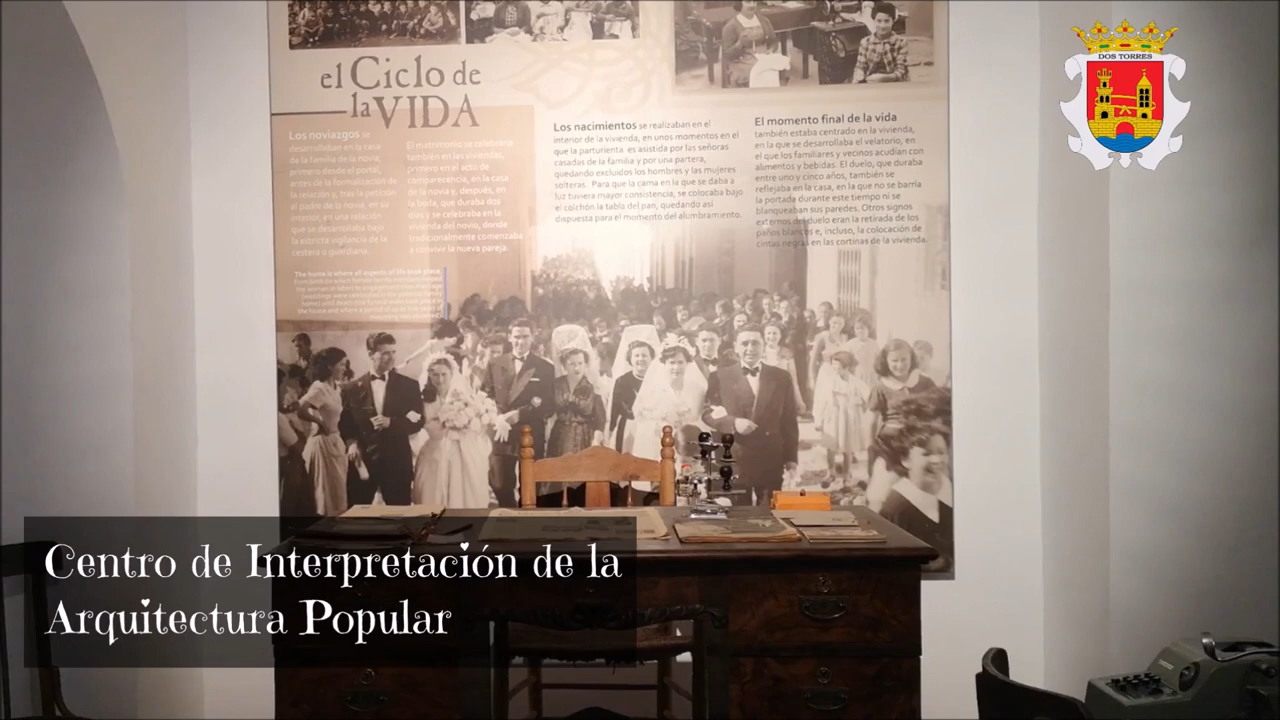 DOS TORRES
el Ciclo de
la VIDA
Los noviazgos se
desarrollaban en la casa
de la familia de la novia,
primero desde el portal,
antes de la formalización de
la relación y, tras la petición
al padre de la novia, en su
interior, en una relación
que se desarrollaba bajo
la estricta vigilancia de la
cestera o guardiana.
El matrimonio se celebraba
también en las viviendas,
primero en el acto de
comparecencia, en la casa
de la novia y, después, en
la boda, que duraba dos
días y se celebraba en la
vivienda del novio, donde
tradicionalmente comenzaba
a convivir la nueva pareja.
The home is where all aspects of life took place
Los nacimientos se realizaban en el
interior de la vivienda, en unos momentos en el
que la parturienta es asistida por las señoras
casadas de la familia y por una partera,
quedando excluidos los hombres y las mujeres
solteras. Para que la cama en la que se daba a
luz tuviera mayor consistencia, se colocaba bajo
el colchón la tabla del pan, quedando así
dispuesta para el momento del alumbramiento.
El momento final de la vida
también estaba centrado en la vivienda,
en la que se desarrollaba el velatorio, en
el que los familiares y vecinos acudían con
alimentos y bebidas. El duelo, que duraba
entre uno y cinco años, también se
reflejaba en la casa, en la que no se barría
la portada durante este tiempo ni se
blanqueaban sus paredes. Otros signos
externos del duelo eran la retirada de los
paños blancos e, incluso, la colocación de
cintas negras en las cortinas de la vivienda.
Centro de Interpretación de la
Arquitectura Popular